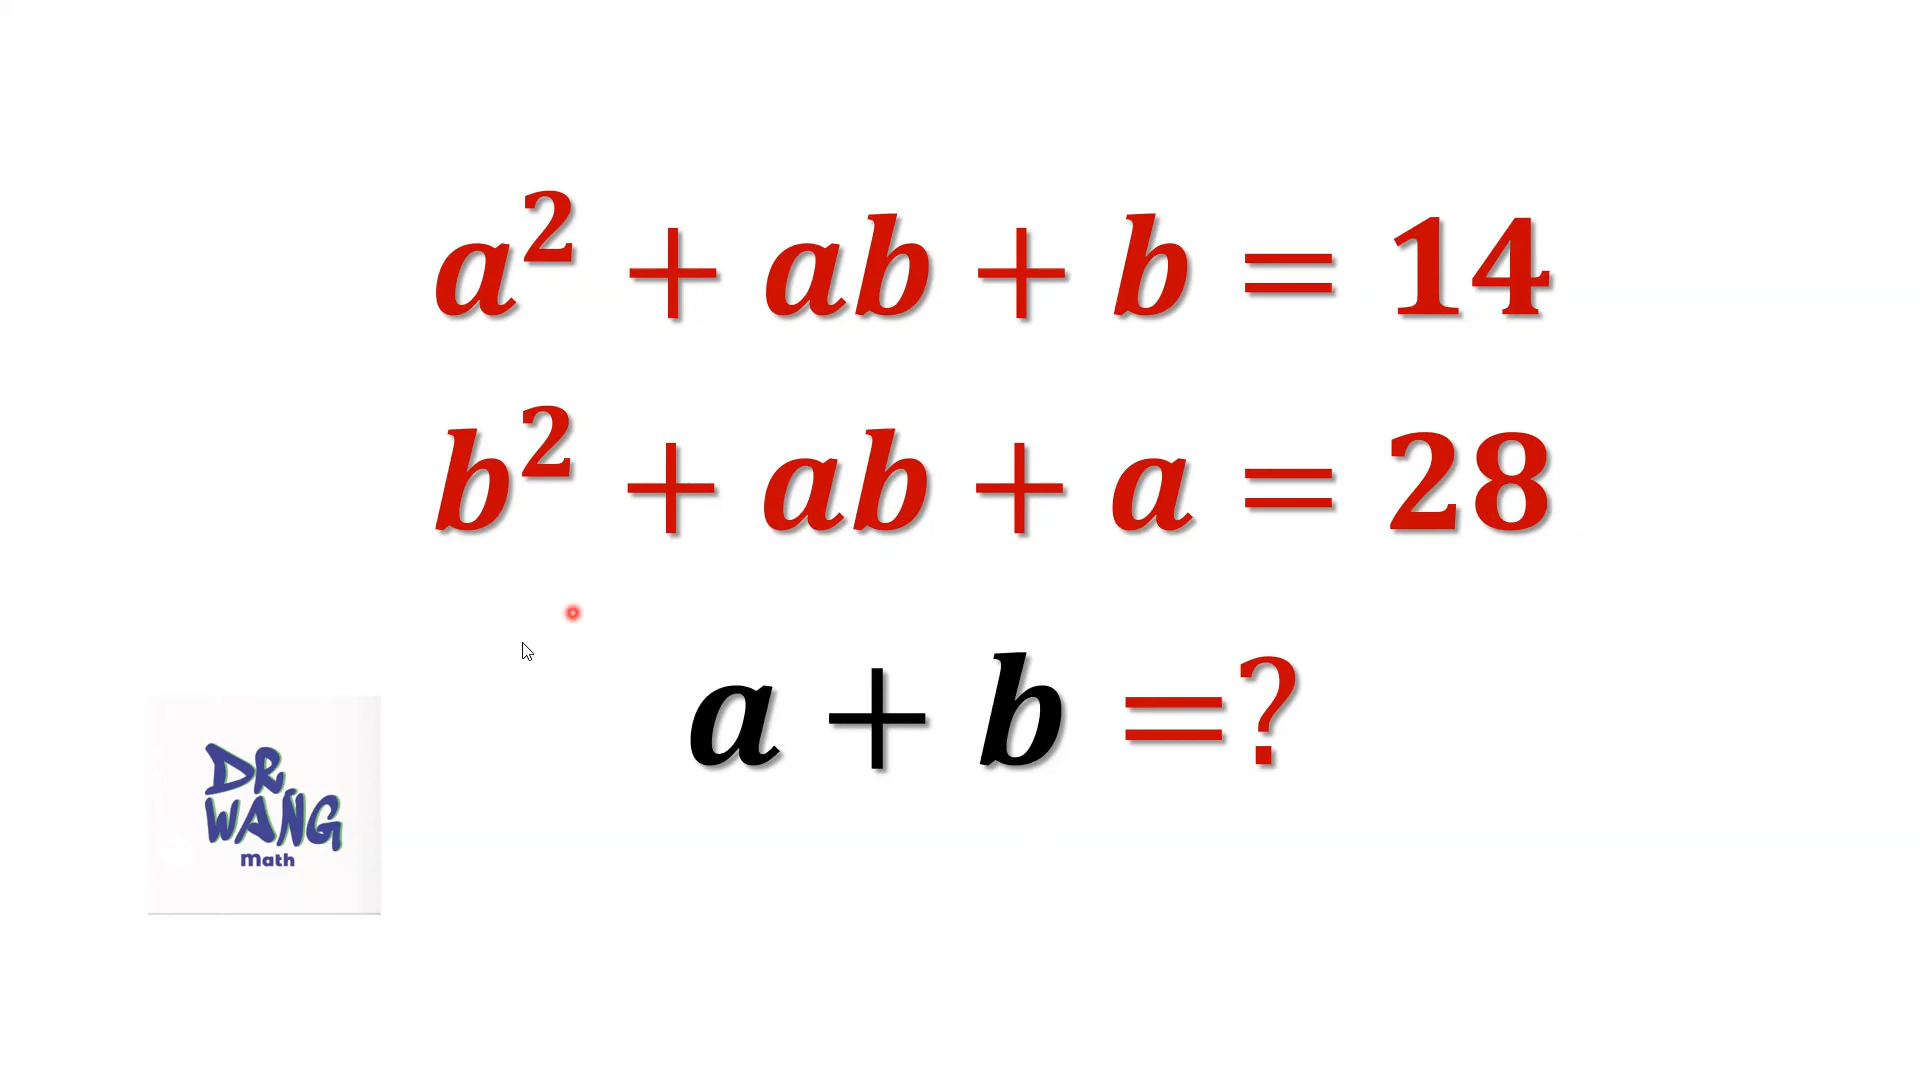 a² + ab + b = 14
b² + ab + a = 28
a + b =?
DR
WANG
Math